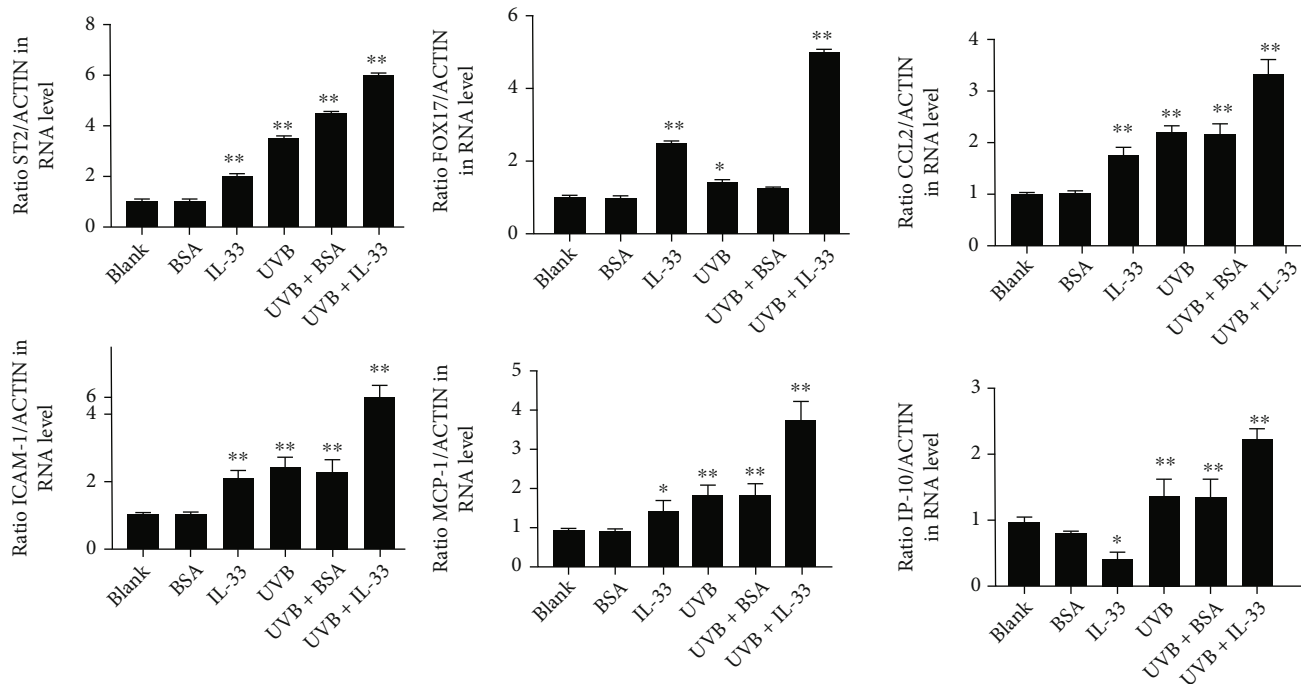 Ratio ST2/ACTIN in
RNA level
8
6
4
2
0
**
**
**
**
Blank
BSA
IL-33
UVB
UVB + BSA
UVB + IL-33
Ratio FOX17/ACTIN
in RNA level
6
4
2
0
**
*
**
Blank
BSA
IL-33
UVB
UVB + BSA
UVB + IL-33
Ratio CCL2/ACTIN
in RNA level
4
3
2
1
0
**
**
**
**
Blank
BSA
IL-33
UVB
UVB + BSA
UVB + IL-33
Ratio ICAM-1/ACTIN in
RNA level
6
4
2
0
**
**
**
**
Blank
BSA
IL-33
UVB
UVB + BSA
UVB + IL-33
Ratio MCP-1/ACTIN in
RNA level
5
4
3
2
1
0
*
**
**
**
Blank
BSA
IL-33
UVB
UVB + BSA
UVB + IL-33
Ratio IP-10/ACTIN
in RNA level
3
2
1
0
*
**
**
**
Blank
BSA
IL-33
UVB
UVB + BSA
UVB + IL-33